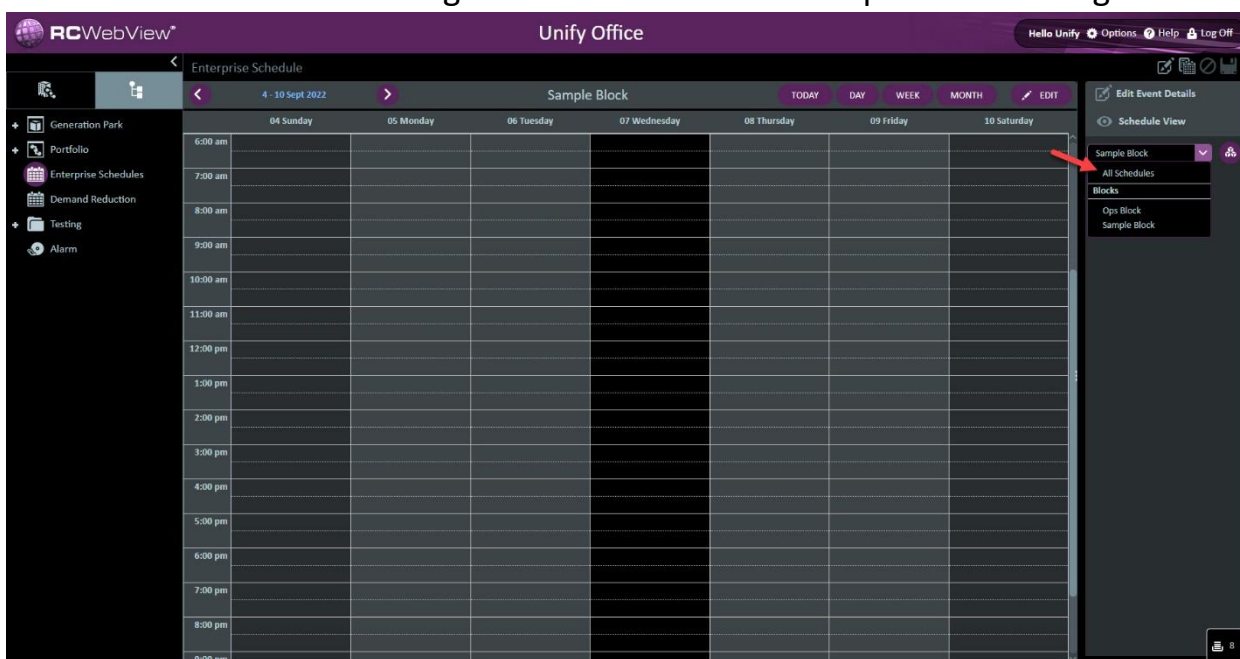 RCWebView®
Unify Office
Hello Unify Options Help Log Off
Enterprise Schedule
4 - 10 Sept 2022
Sample Block
TODAY
DAY
WEEK
MONTH
EDIT
Edit Event Details
Schedule View
Generation Park
Portfolio
Enterprise Schedules
Demand Reduction
Testing
Alarm
04 Sunday
05 Monday
06 Tuesday
07 Wednesday
08 Thursday
09 Friday
10 Saturday
Sample Block
All Schedules
Blocks
Ops Block
Sample Block
6:00 am
7:00 am
8:00 am
9:00 am
10:00 am
11:00 am
12:00 pm
1:00 pm
2:00 pm
3:00 pm
4:00 pm
5:00 pm
6:00 pm
7:00 pm
8:00 pm
9:00 pm
8